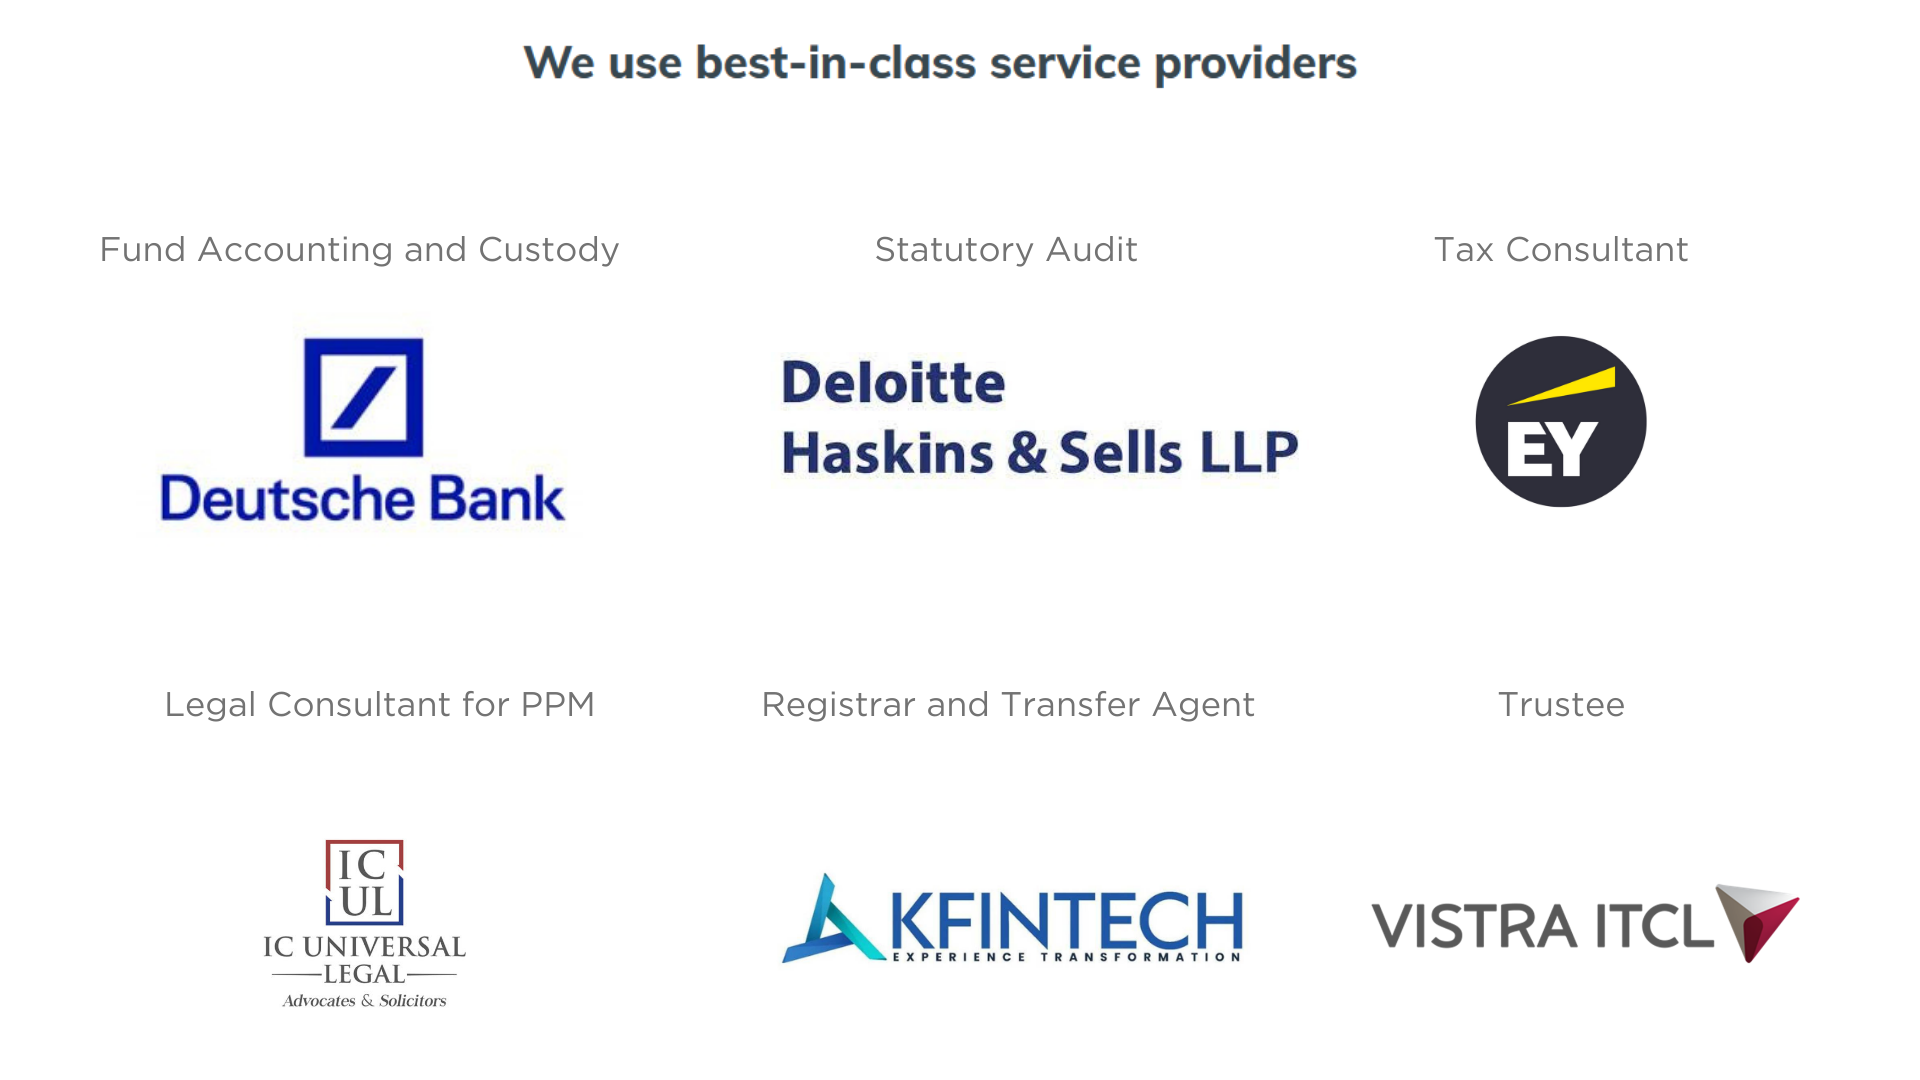 We use best-in-class service providers
Fund Accounting and Custody
Statutory Audit
Tax Consultant
Deutsche Bank
Deloitte
Haskins & Sells LLP
EY
Legal Consultant for PPM
Registrar and Transfer Agent
Trustee
IC
UL
IC UNIVERSAL
LEGAL
Advocates & Solicitors
KFINTECH
EXPERIENCE TRANSFORMATION
VISTRA ITCL